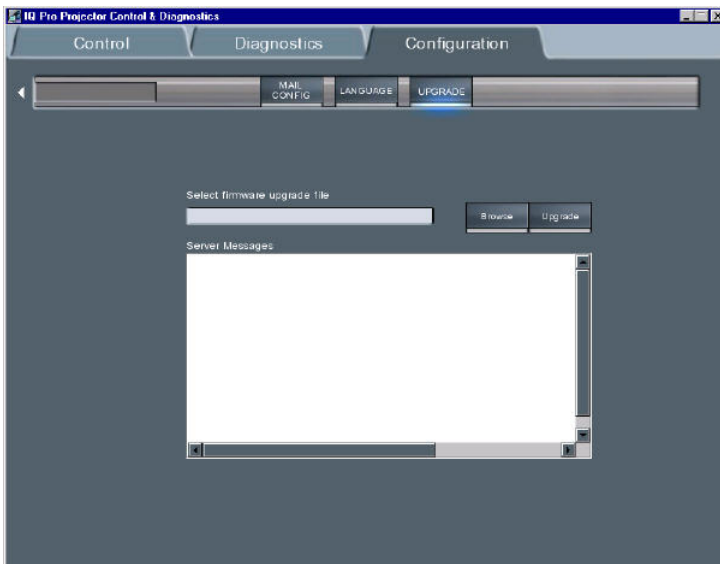 IQ Pro Projector Control & Diagnostics
Control Diagnostics Configuration
MAIL CONFIG LANGUAGE UPGRADE
Select firmware upgrade file
Browse Upgrade
Server Messages